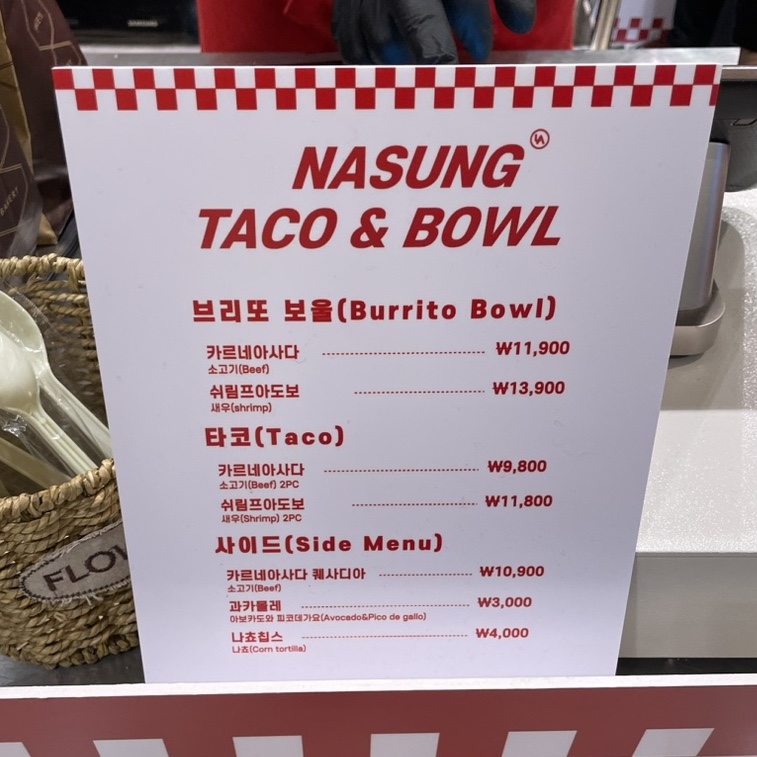 SAMSUNG
NASUNG
TACO & BOWL
브리또 보울(Burrito Bowl)
카르네아사다 ₩11,900
소고기(Beef)
쉬림프아도보 ₩13,900
새우(shrimp)
타코(Taco)
카르네아사다 ₩9,800
소고기(Beef) 2PC
쉬림프아도보 ₩11,800
새우(Shrimp) 2PC
사이드(Side Menu)
카르네아사다 퀘사디아 ₩10,900
소고기(Beef)
과카몰레 ₩3,000
아보카도와 피코데가요(Avocado&Pico de gallo)
나쵸칩스 ₩4,000
나쵸(Corn tortilla)
FLOW
BAKERY